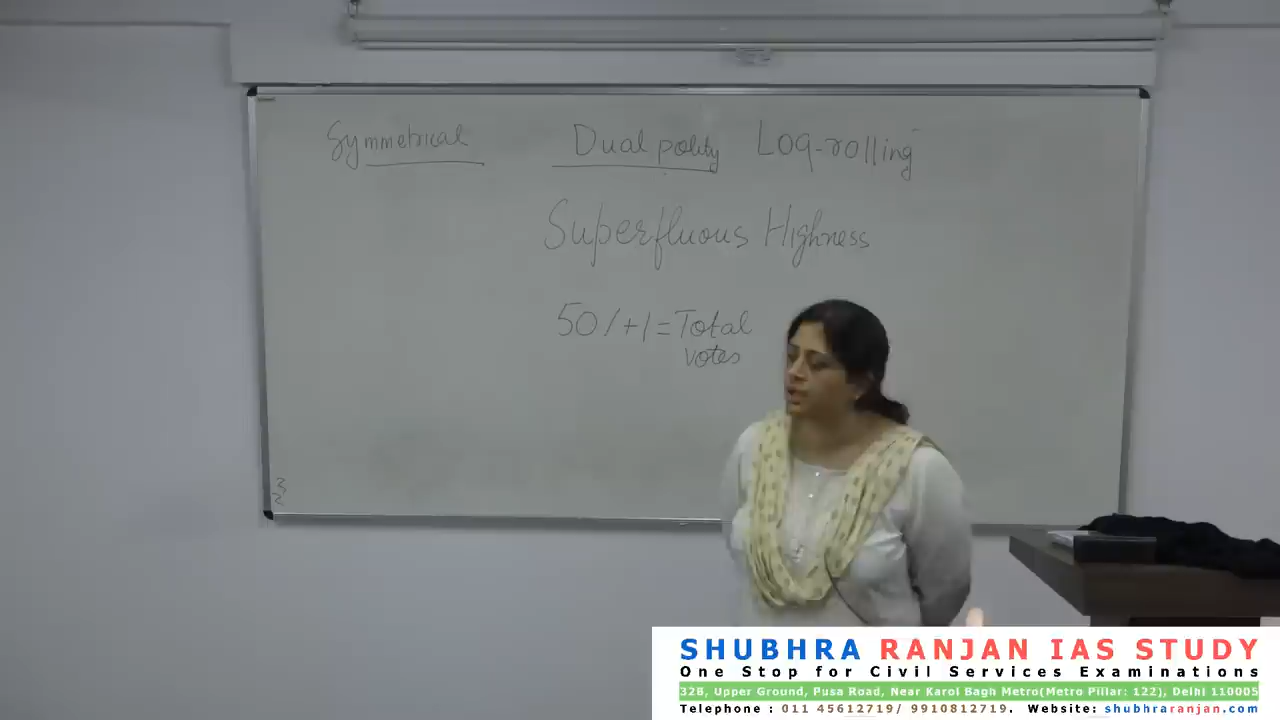 Symmetrical Dual polity Log-rolling
Superfluous Highness
50/+1 = Total
votes
SHUBHRA RANJAN IAS STUDY
One Stop for Civil Services Examinations
32B, Upper Ground, Pusa Road, Near Karol Bagh Metro(Metro Pillar: 122), Delhi 110005
Telephone : 011 45612719/ 9910812719. Website: shubhraranjan.com